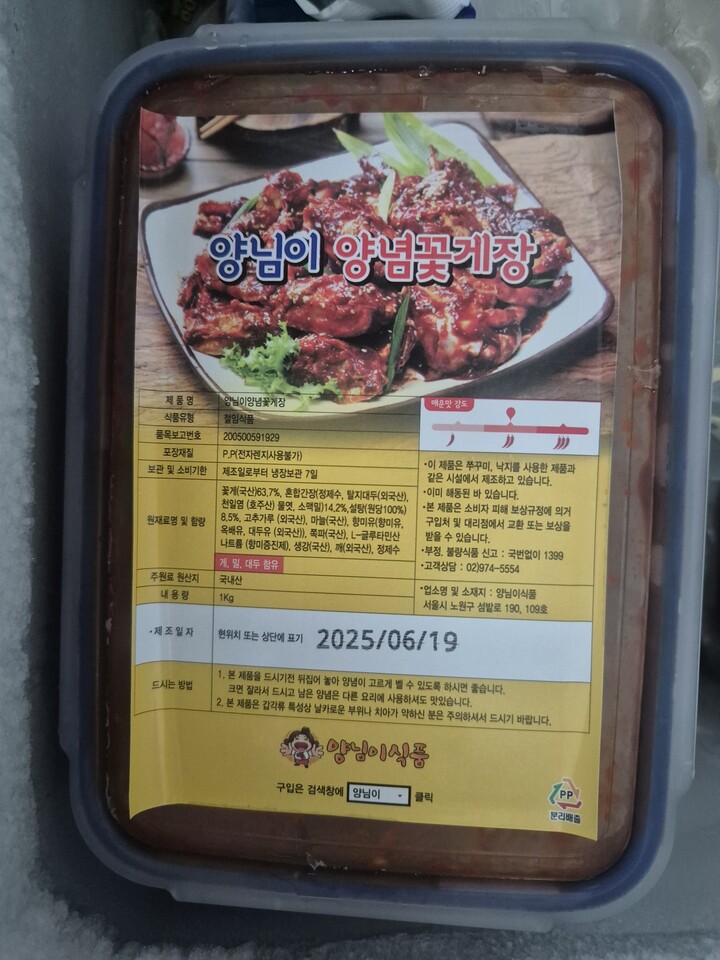 양님이 양념꽃게장
제 품 명 양님이양념꽃게장
식품유형 절임식품
품목보고번호 200500591929
포장재질 P.P(전자렌지사용불가)
보관 및 소비기한 제조일로부터 냉장보관 7일
원재료명 및 함량
꽃게(국산)63.7%, 혼합간장(정제수, 탈지대두(외국산),
천일염 (호주산) 물엿, 소맥밀)14.2%,설탕(원당100%)
8.5%, 고추가루 (외국산), 마늘(국산), 향미유(향미유,
옥배유, 대두유 (외국산)), 쪽파(국산), L-글루타민산
나트륨 (향미증진제), 생강(국산), 깨(외국산), 정제수
게, 밀, 대두 함유
주원료 원산지 국내산
내 용 량 1Kg
매운맛 강도
•이 제품은 쭈꾸미, 낙지를 사용한 제품과
같은 시설에서 제조하고 있습니다.
•이미 해동된 바 있습니다.
•본 제품은 소비자 피해 보상규정에 의거
구입처 및 대리점에서 교환 또는 보상을
받을 수 있습니다.
•부정. 불량식품 신고 : 국번없이 1399
•고객상담 : 02)974-5554
•업소명 및 소재지 : 양님이식품
서울시 노원구 섬밭로 190, 109호
•제 조 일 자 현위치 또는 상단에 표기 2025/06/19
드시는 방법
1. 본 제품을 드시기전 뒤집어 놓아 양념이 고르게 벨 수 있도록 하시면 좋습니다.
크면 잘라서 드시고 남은 양념은 다른 요리에 사용하셔도 맛있습니다.
2. 본 제품은 갑각류 특성상 날카로운 부위나 치아가 약하신 분은 주의하셔서 드시기 바랍니다.
양님이식품
구입은 검색창에 양님이 클릭
PP
분리배출